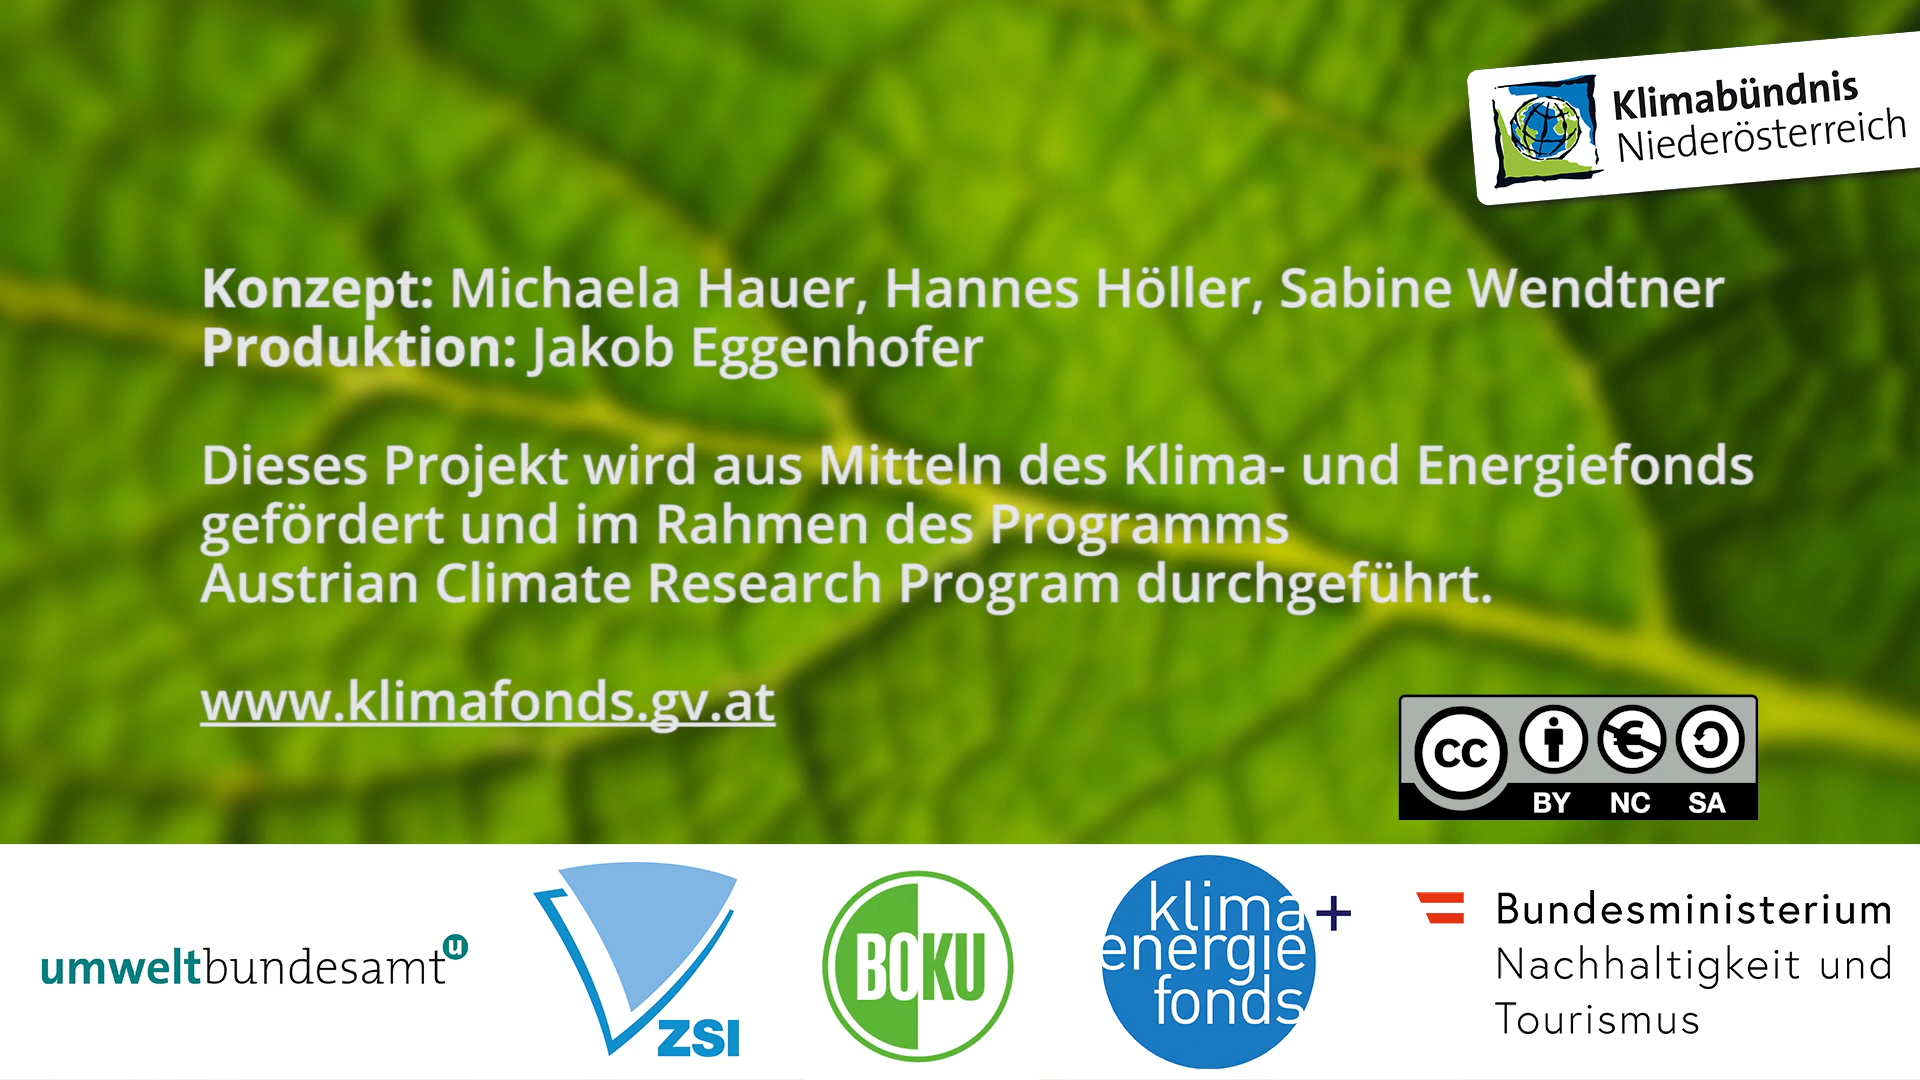 Klimabündnis
Niederösterreich
Konzept: Michaela Hauer, Hannes Höller, Sabine Wendtner
Produktion: Jakob Eggenhofer
Dieses Projekt wird aus Mitteln des Klima- und Energiefonds
gefördert und im Rahmen des Programms
Austrian Climate Research Program durchgeführt.
www.klimafonds.gv.at
cc
BY NC SA
umweltbundesamt u
ZSI
BOKU
klima+
energie
fonds
Bundesministerium
Nachhaltigkeit und
Tourismus